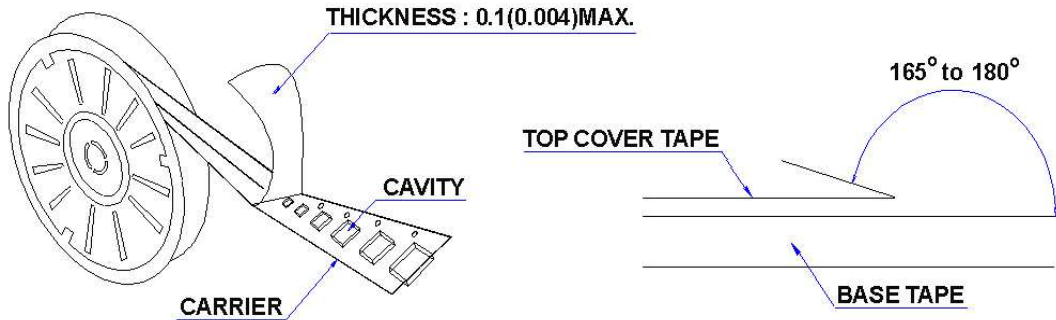 THICKNESS : 0.1(0.004)MAX.
165° to 180°
TOP COVER TAPE
CAVITY
CARRIER
BASE TAPE